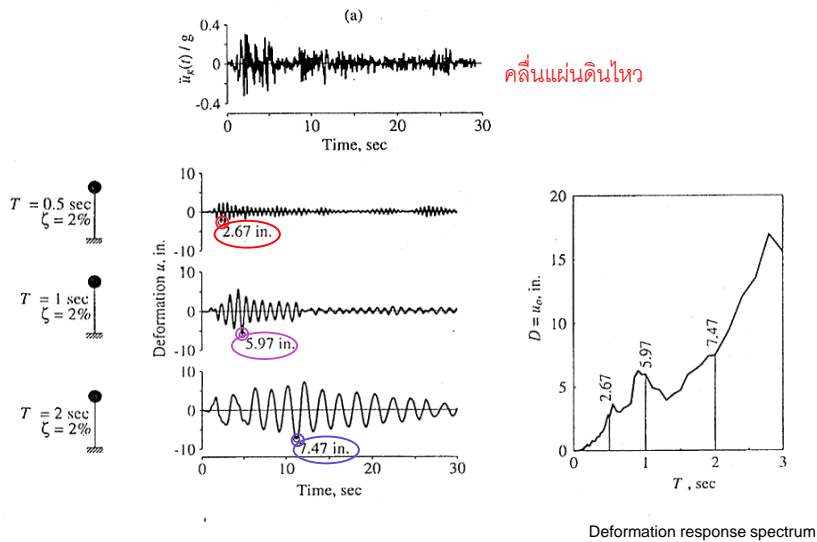 (a)
ü_g(t) / g
0.4
0
-0.4
0 10 20 30
Time, sec
คลื่นแผ่นดินไหว
T = 0.5 sec
ζ = 2%
T = 1 sec
ζ = 2%
T = 2 sec
ζ = 2%
Deformation u, in.
10
0
-10
2.67 in.
10
0
-10
5.97 in.
10
0
-10
7.47 in.
0 10 20 30
Time, sec
D = u₀, in.
20
15
10
5
0
2.67
5.97
7.47
0 1 2 3
T , sec
Deformation response spectrum